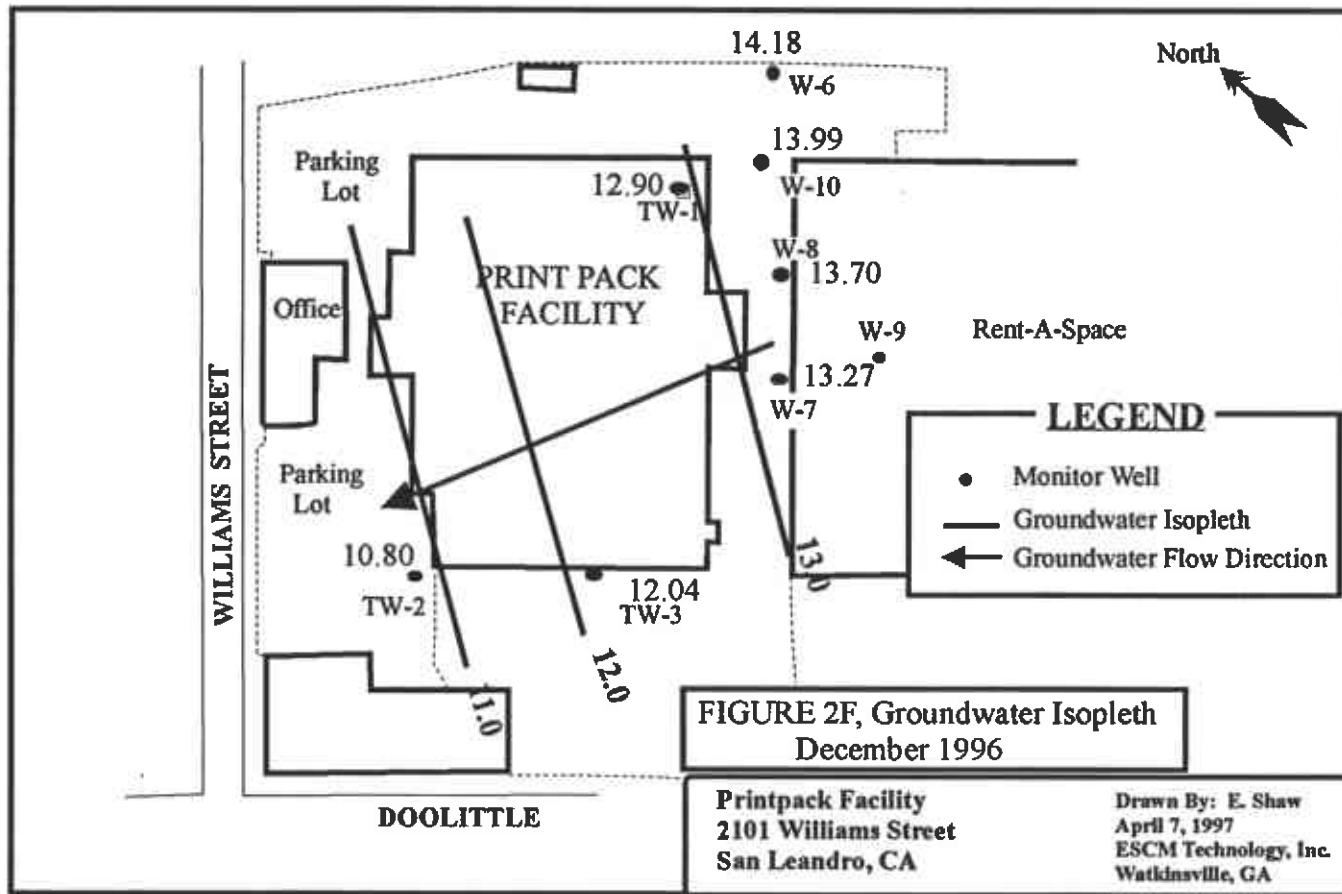 14.18
North
W-6
13.99
Parking
Lot
12.90
W-10
TW-1
W-8
PRINT PACK
FACILITY
13.70
Office
W-9
Rent-A-Space
13.27
W-7
WILLIAMS STREET
LEGEND
Monitor Well
Groundwater Isopleth
Groundwater Flow Direction
Parking
Lot
10.80
TW-2
12.04
TW-3
13.0
12.0
11.0
FIGURE 2F, Groundwater Isopleth
December 1996
DOOLITTLE
Printpack Facility
2101 Williams Street
San Leandro, CA
Drawn By: E. Shaw
April 7, 1997
ESCM Technology, Inc.
Watkinsville, GA